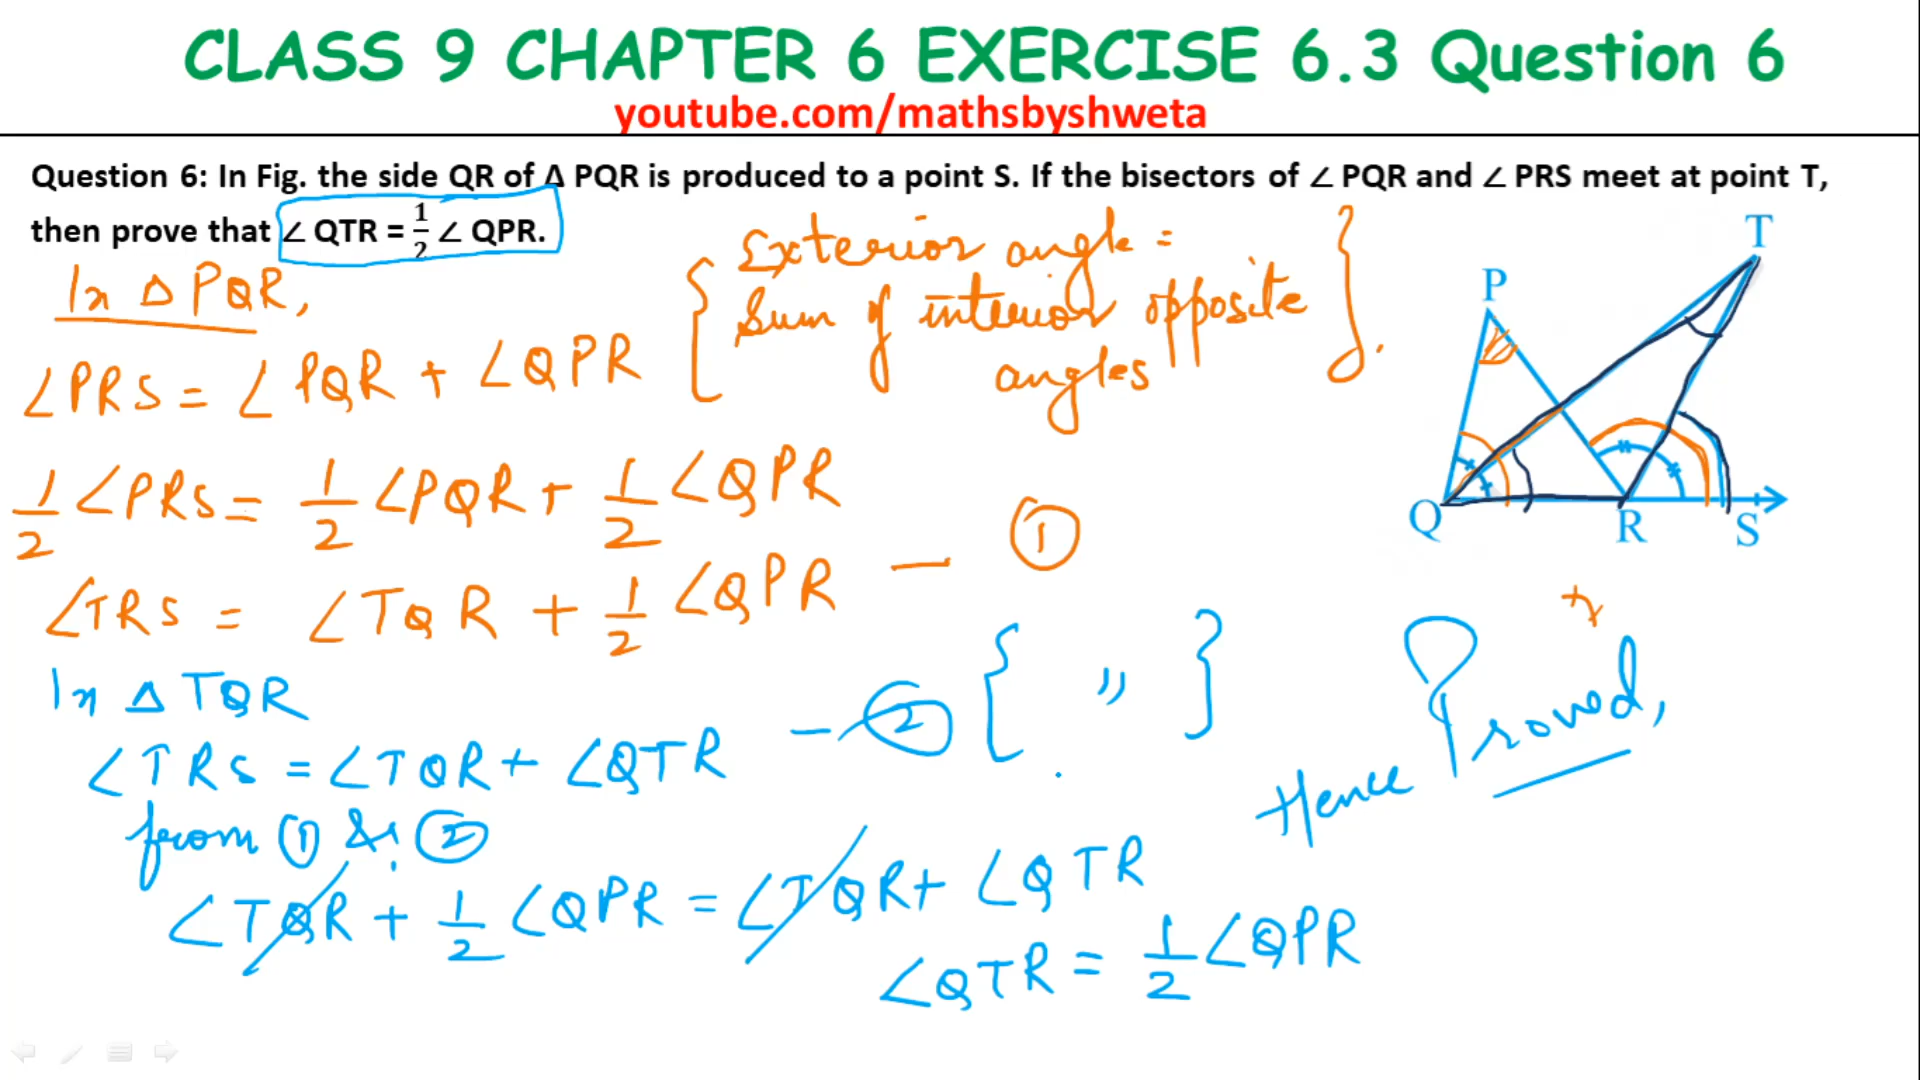 CLASS 9 CHAPTER 6 EXERCISE 6.3 Question 6
youtube.com/mathsbyshweta
Question 6: In Fig. the side QR of Δ PQR is produced to a point S. If the bisectors of ∠ PQR and ∠ PRS meet at point T,
then prove that ∠ QTR = 1/2 ∠ QPR.
In Δ PQR,
∠PRS = ∠PQR + ∠QPR
{ Exterior angle =
Sum of interior opposite
angles }.
1/2 ∠PRS = 1/2 ∠PQR + 1/2 ∠QPR
∠TRS = ∠TQR + 1/2 ∠QPR — ①
In Δ TQR
∠TRS = ∠TQR + ∠QTR — ② { " }
from ① & ②
∠TQR + 1/2 ∠QPR = ∠TQR + ∠QTR
∠QTR = 1/2 ∠QPR
Hence Proved,
T
P
Q
R
S